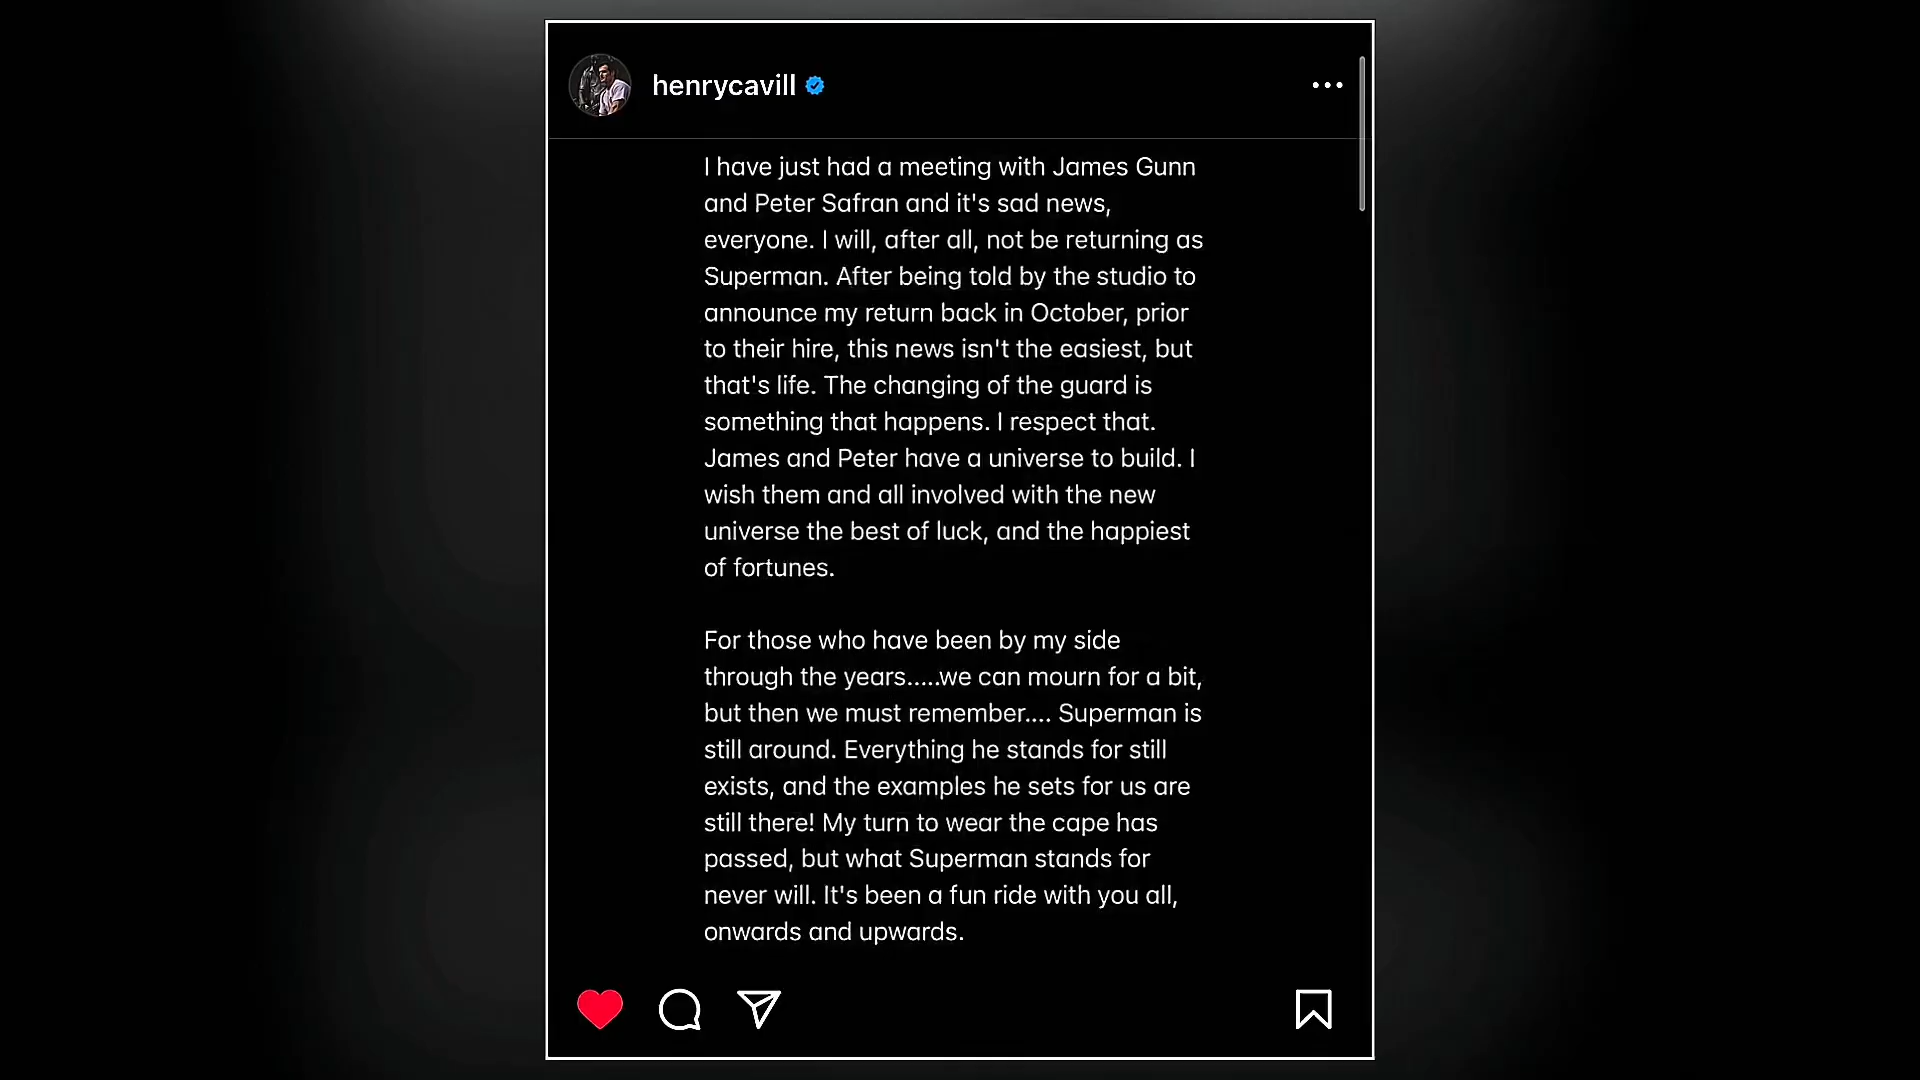 henrycavill
I have just had a meeting with James Gunn
and Peter Safran and it's sad news,
everyone. I will, after all, not be returning as
Superman. After being told by the studio to
announce my return back in October, prior
to their hire, this news isn't the easiest, but
that's life. The changing of the guard is
something that happens. I respect that.
James and Peter have a universe to build. I
wish them and all involved with the new
universe the best of luck, and the happiest
of fortunes.
For those who have been by my side
through the years.....we can mourn for a bit,
but then we must remember.... Superman is
still around. Everything he stands for still
exists, and the examples he sets for us are
still there! My turn to wear the cape has
passed, but what Superman stands for
never will. It's been a fun ride with you all,
onwards and upwards.